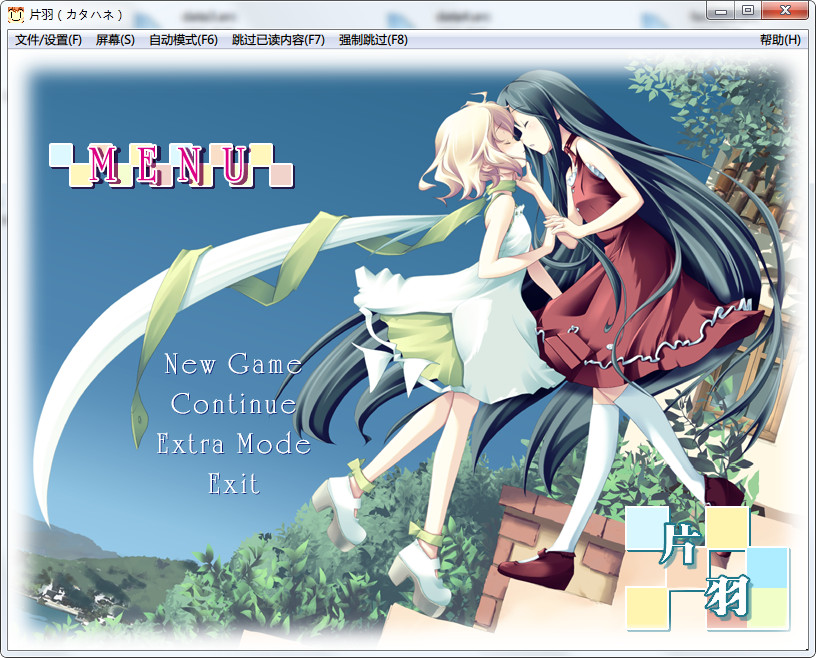 片羽 ( カタハネ )
文件/设置(F) 屏幕(S) 自动模式(F6) 跳过已读内容(F7) 强制跳过(F8) 帮助(H)
MENU
New Game
Continue
Extra Mode
Exit
片羽